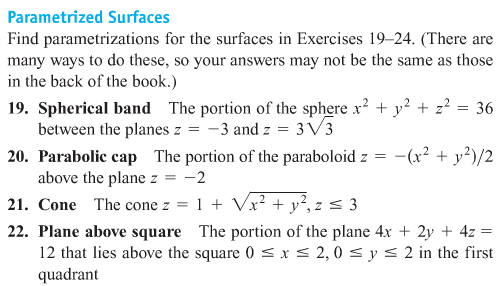 Parametrized Surfaces
Find parametrizations for the surfaces in Exercises 19–24. (There are
many ways to do these, so your answers may not be the same as those
in the back of the book.)
19. Spherical band The portion of the sphere x² + y² + z² = 36
between the planes z = −3 and z = 3√3
20. Parabolic cap The portion of the paraboloid z = −(x² + y²)/2
above the plane z = −2
21. Cone The cone z = 1 + √(x² + y²), z ≤ 3
22. Plane above square The portion of the plane 4x + 2y + 4z =
12 that lies above the square 0 ≤ x ≤ 2, 0 ≤ y ≤ 2 in the first
quadrant